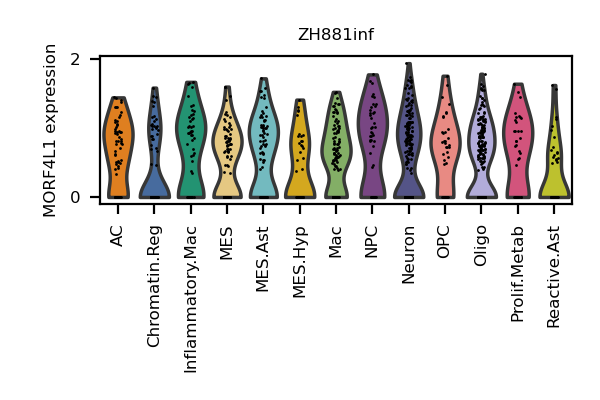 ZH881inf
MORF4L1 expression
2
0
AC
Chromatin.Reg
Inflammatory.Mac
MES
MES.Ast
MES.Hyp
Mac
NPC
Neuron
OPC
Oligo
Prolif.Metab
Reactive.Ast